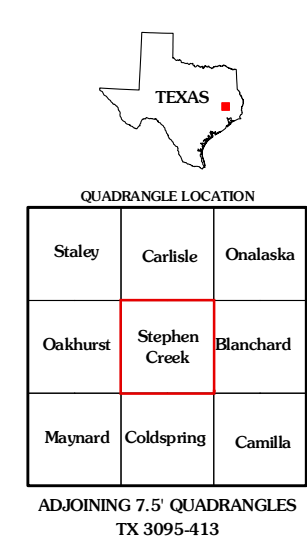 TEXAS
QUADRANGLE LOCATION
Staley
Carlisle
Onalaska
Oakhurst
Stephen
Creek
Blanchard
Maynard
Coldspring
Camilla
ADJOINING 7.5' QUADRANGLES
TX 3095-413